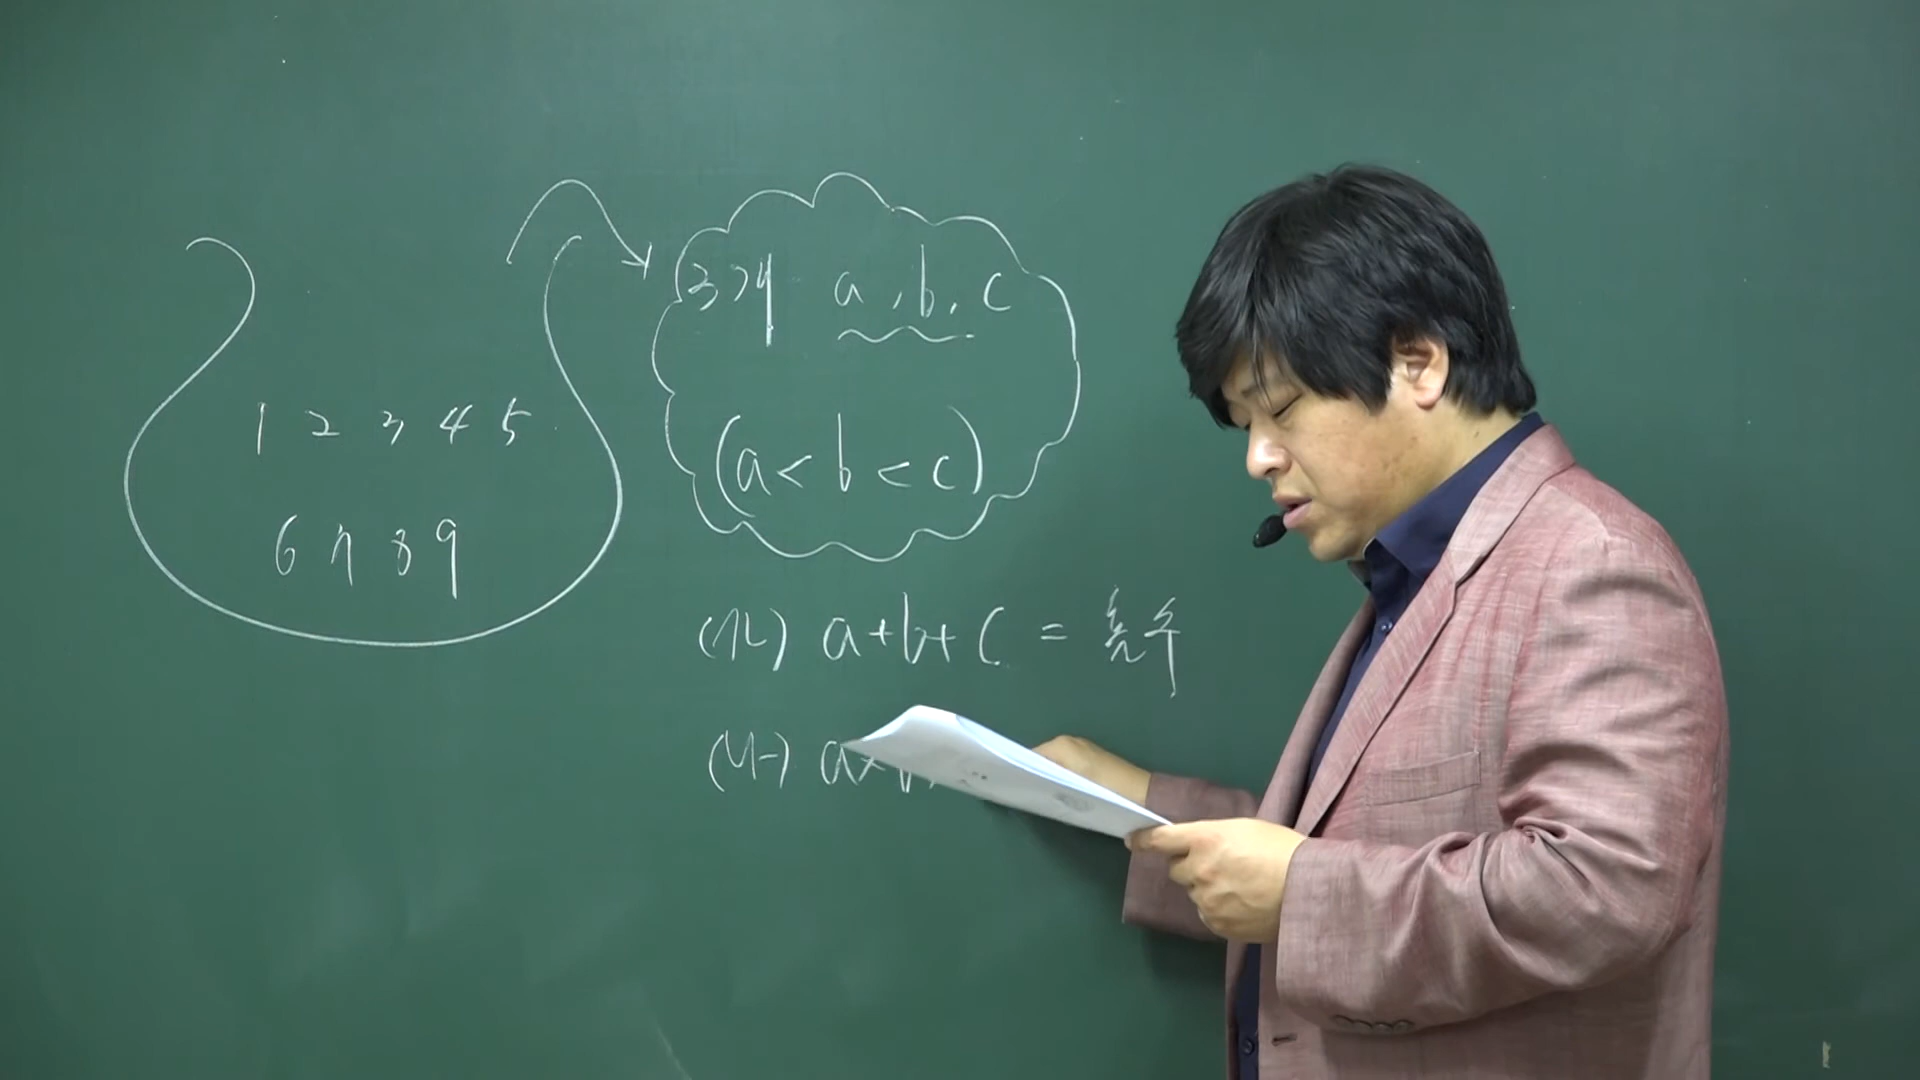 1 2 3 4 5
6 7 8 9
3개 a, b, c
(a < b < c)
(가) a+b+c = 홀수
(나) a×b